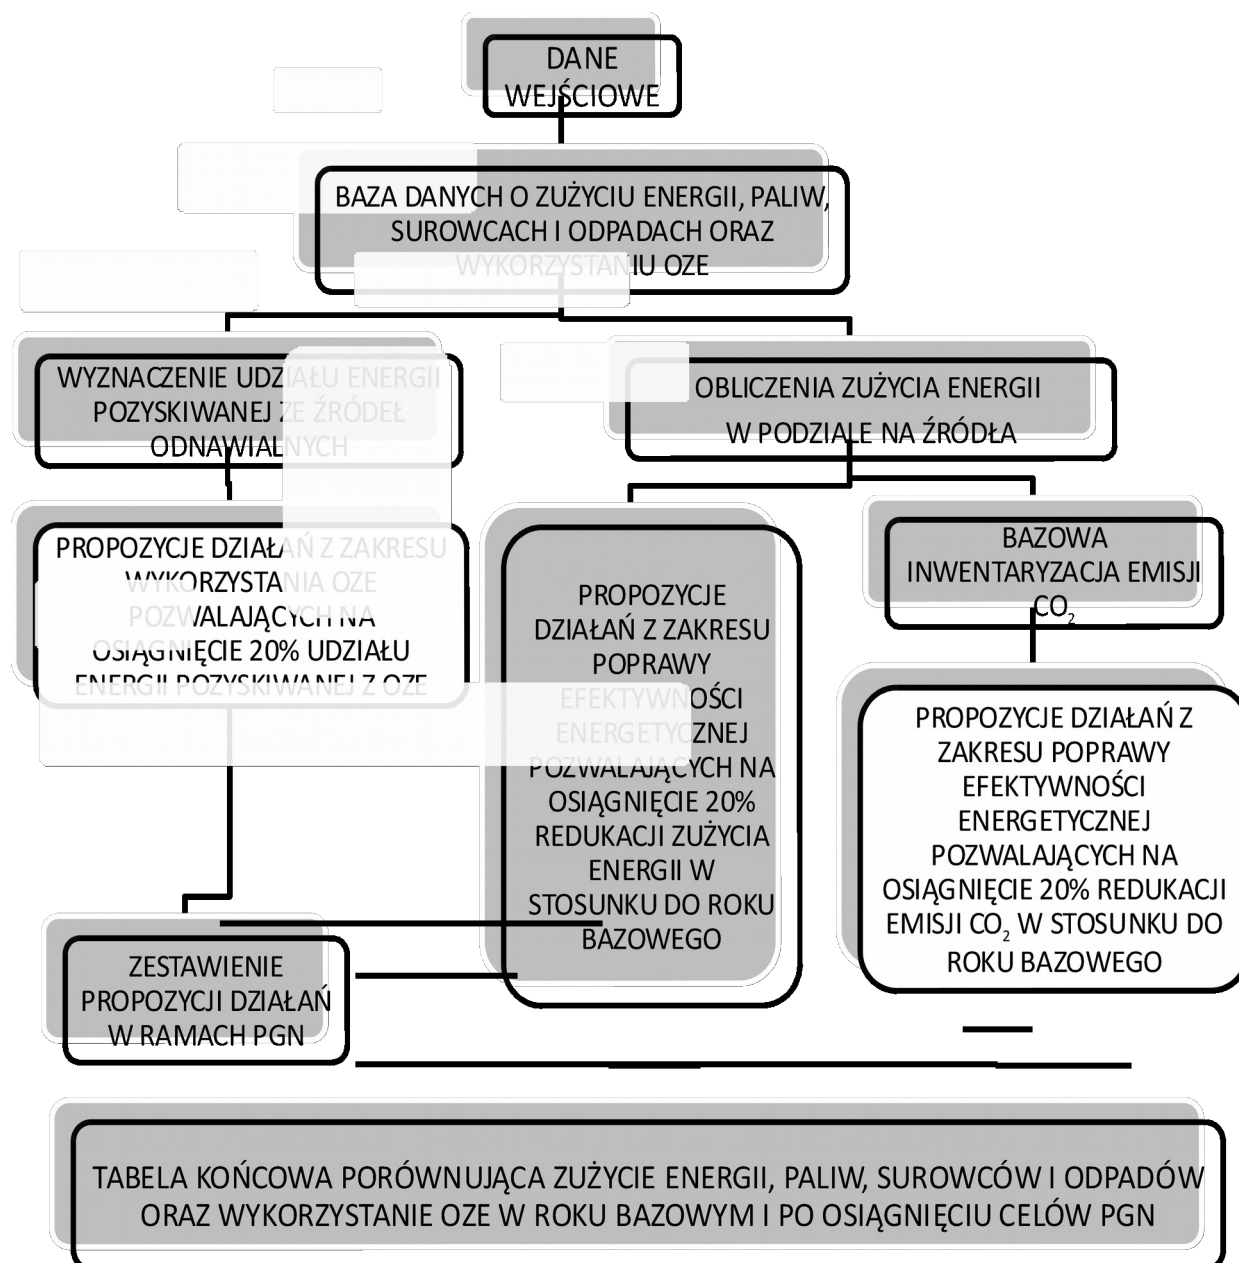 DANE
WEJŚCIOWE
BAZA DANYCH O ZUŻYCIU ENERGII, PALIW,
SUROWCACH I ODPADACH ORAZ
WYKORZYSTANIU OZE
WYZNACZENIE UDZIAŁU ENERGII
POZYSKIWANEJ ZE ŹRÓDEŁ
ODNAWIALNYCH
OBLICZENIA ZUŻYCIA ENERGII
W PODZIALE NA ŹRÓDŁA
PROPOZYCJE DZIAŁAŃ Z ZAKRESU
WYKORZYSTANIA OZE
POZWALAJĄCYCH NA
OSIĄGNIĘCIE 20% UDZIAŁU
ENERGII POZYSKIWANEJ Z OZE
PROPOZYCJE
DZIAŁAŃ Z ZAKRESU
POPRAWY
EFEKTYWNOŚCI
ENERGETYCZNEJ
POZWALAJĄCYCH NA
OSIĄGNIĘCIE 20%
REDUKACJI ZUŻYCIA
ENERGII W
STOSUNKU DO ROKU
BAZOWEGO
BAZOWA
INWENTARYZACJA EMISJI
CO₂
PROPOZYCJE DZIAŁAŃ Z
ZAKRESU POPRAWY
EFEKTYWNOŚCI
ENERGETYCZNEJ
POZWALAJĄCYCH NA
OSIĄGNIĘCIE 20% REDUKACJI
EMISJI CO₂ W STOSUNKU DO
ROKU BAZOWEGO
ZESTAWIENIE
PROPOZYCJI DZIAŁAŃ
W RAMACH PGN
TABELA KOŃCOWA PORÓWNUJĄCA ZUŻYCIE ENERGII, PALIW, SUROWCÓW I ODPADÓW
ORAZ WYKORZYSTANIE OZE W ROKU BAZOWYM I PO OSIĄGNIĘCIU CELÓW PGN